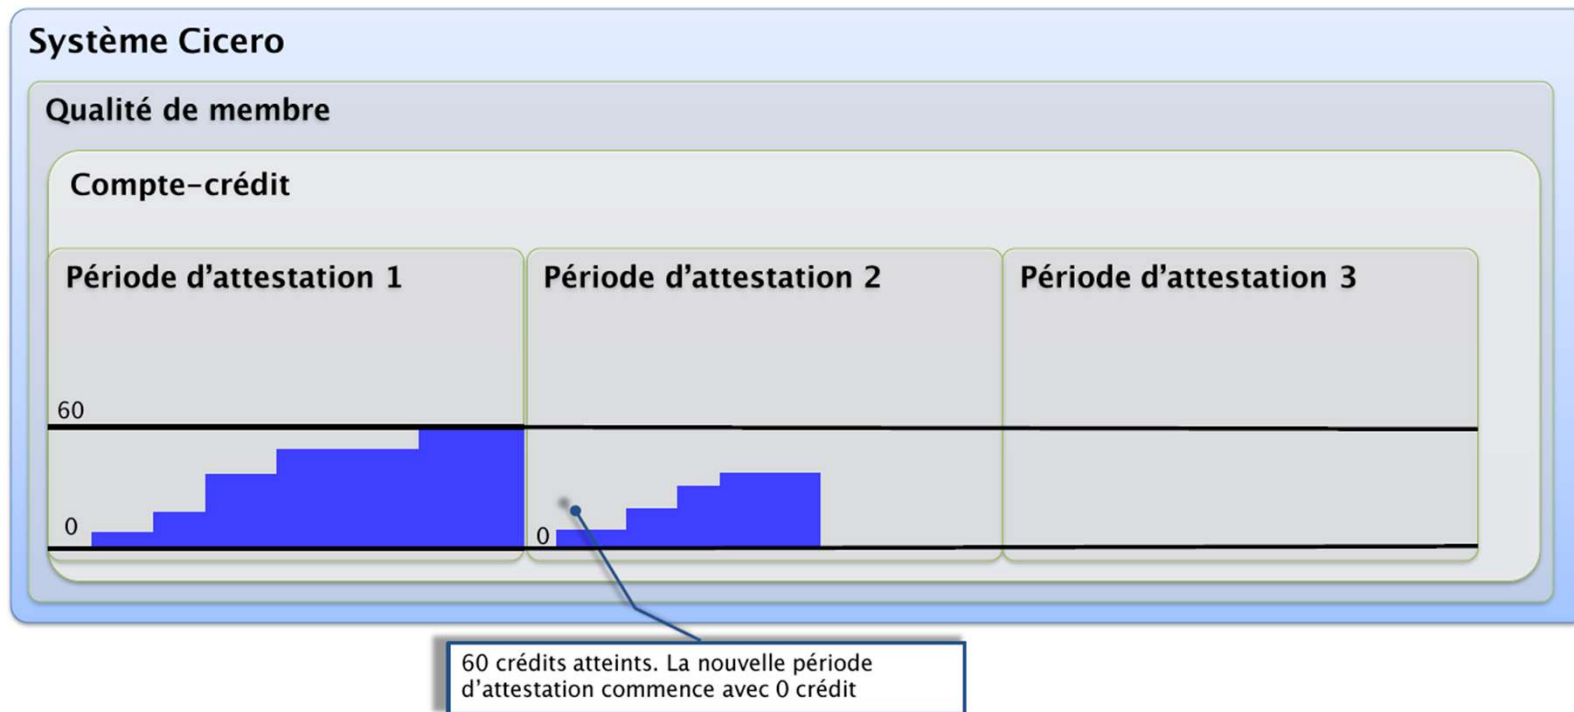 Système Cicero
Qualité de membre
Compte-crédit
Période d’attestation 1
Période d’attestation 2
Période d’attestation 3
60
0
0
60 crédits atteints. La nouvelle période
d’attestation commence avec 0 crédit